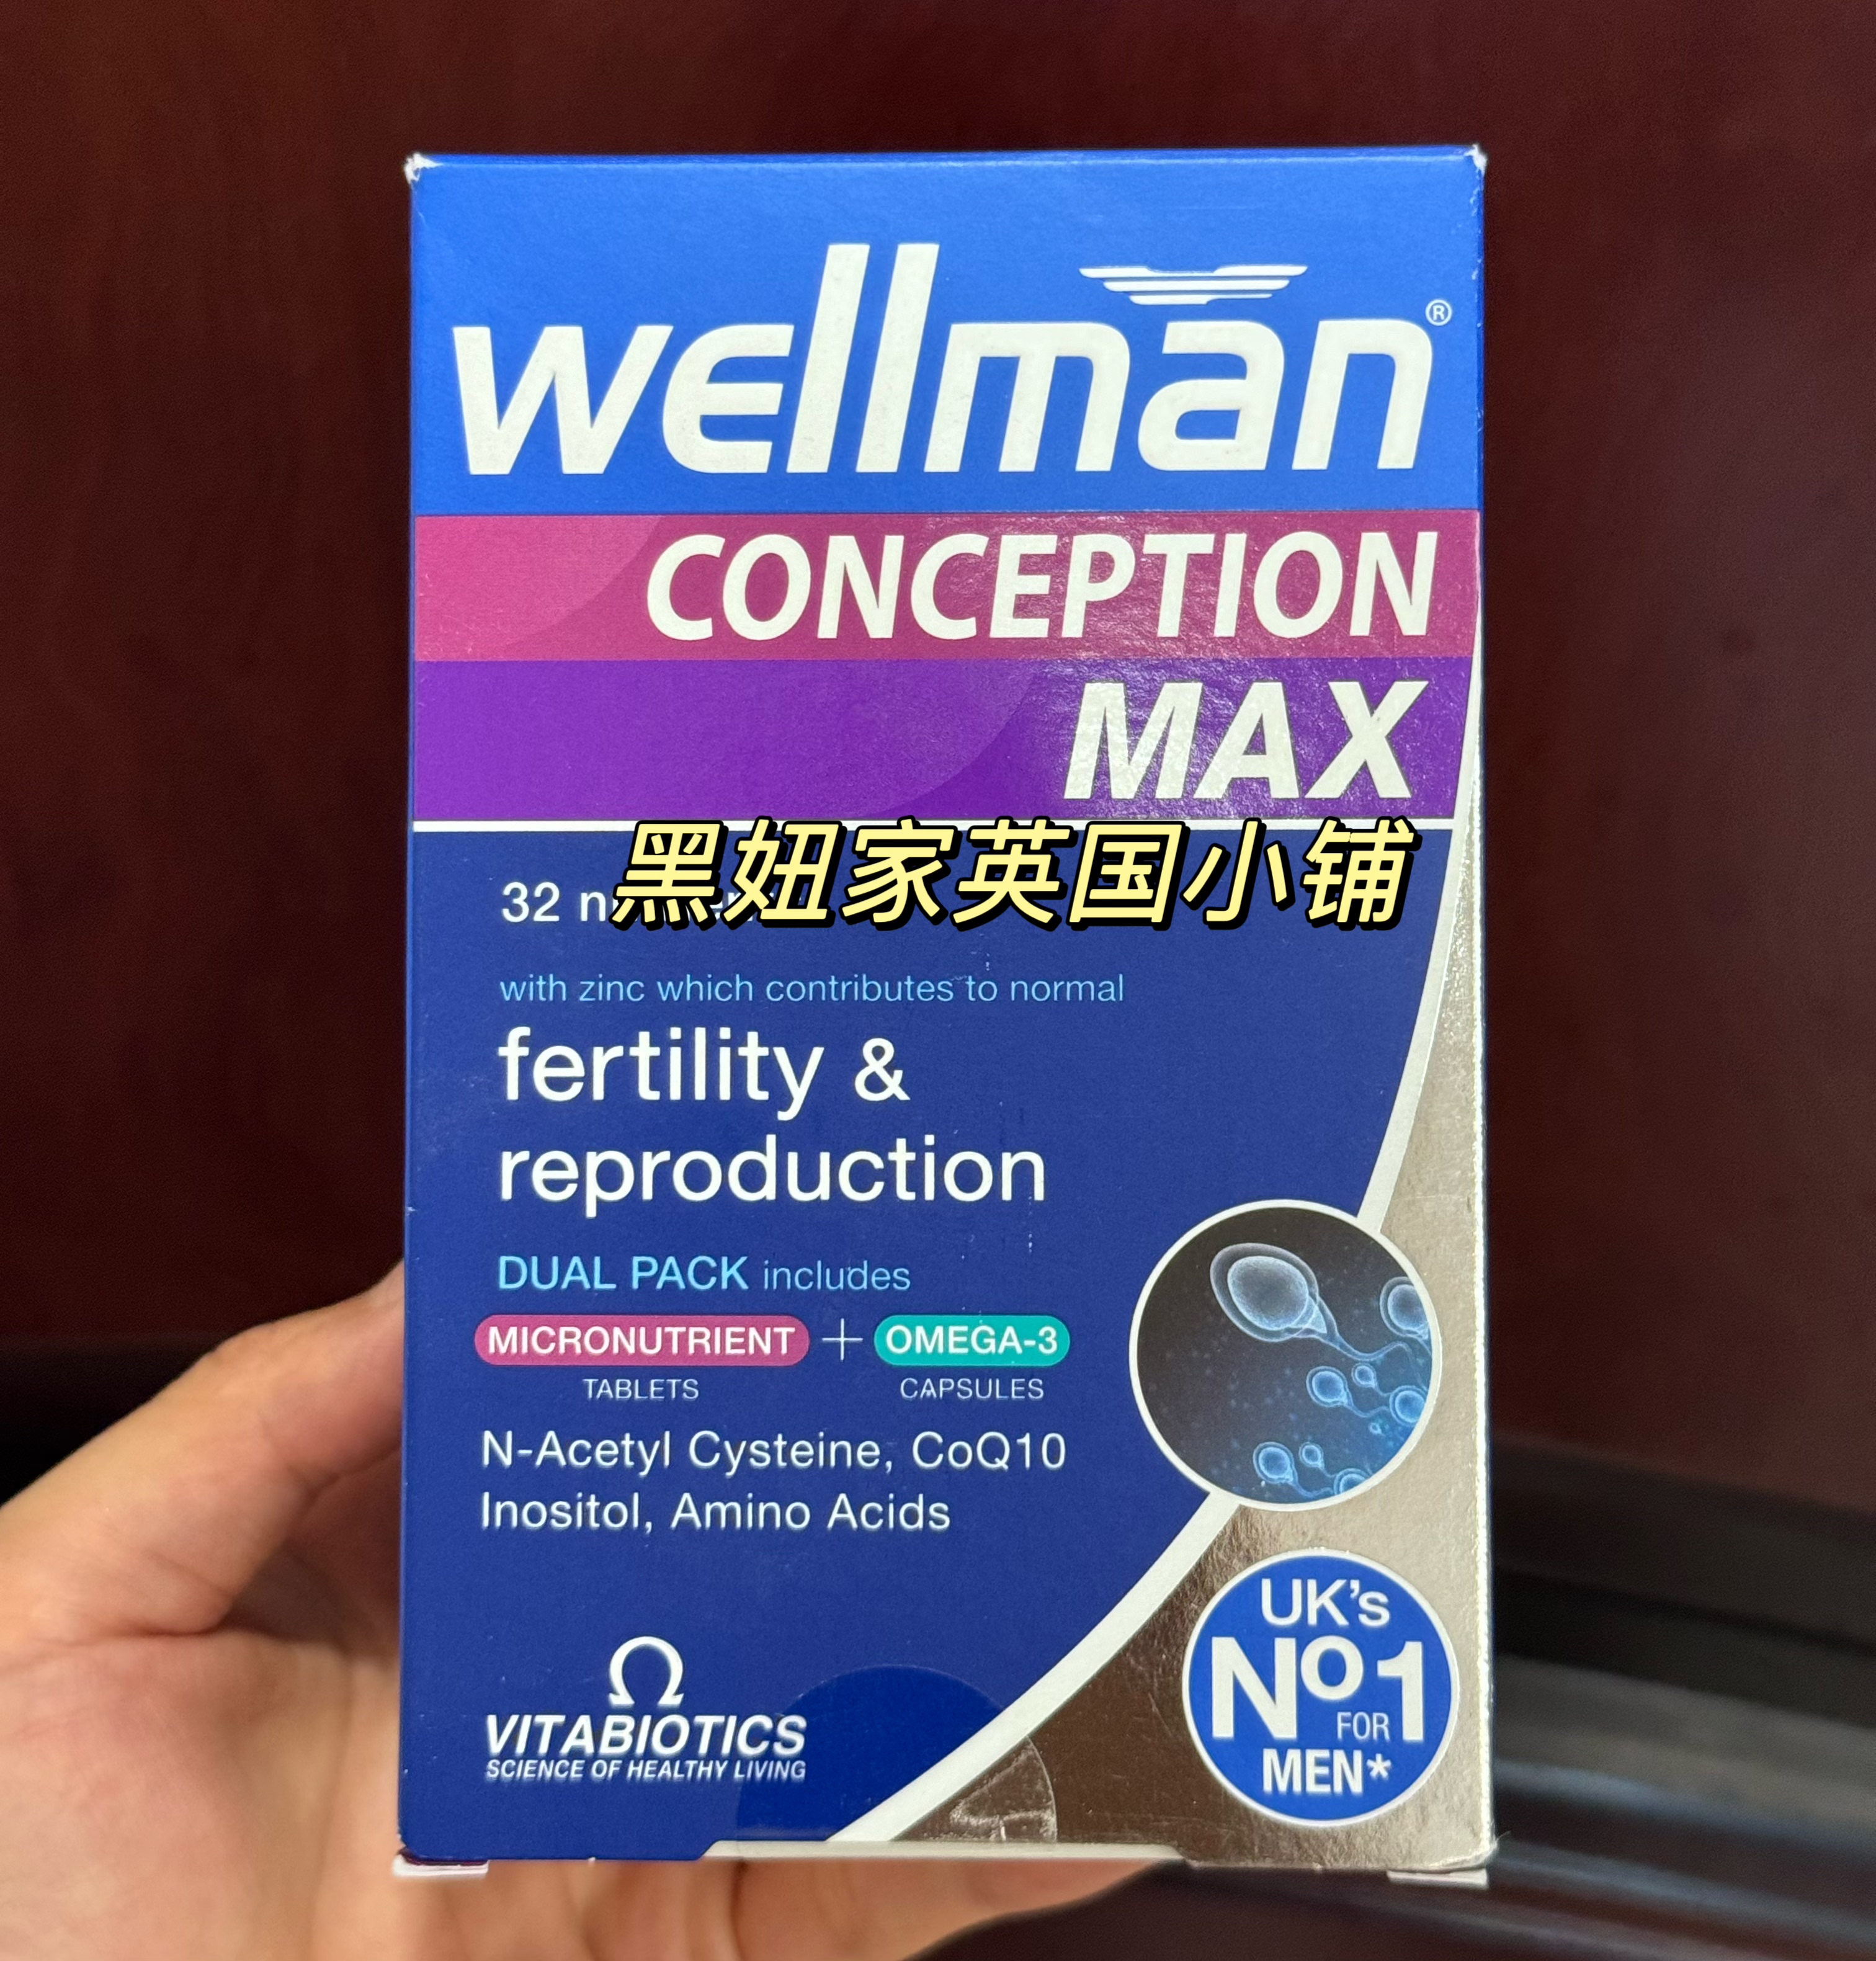 wellman®
CONCEPTION
MAX
黑妞家英国小铺
32
with zinc which contributes to normal
fertility &
reproduction
DUAL PACK includes
MICRONUTRIENT + OMEGA-3
TABLETS CAPSULES
N-Acetyl Cysteine, CoQ10
Inositol, Amino Acids
VITABIOTICS
SCIENCE OF HEALTHY LIVING
UK's
Nº1
FOR
MEN*